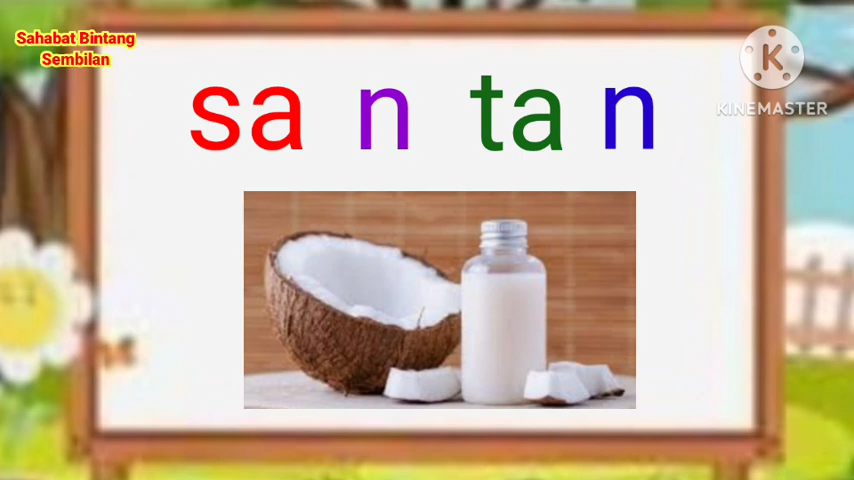 Sahabat Bintang
Sembilan
sa n ta n
K
KINEMASTER